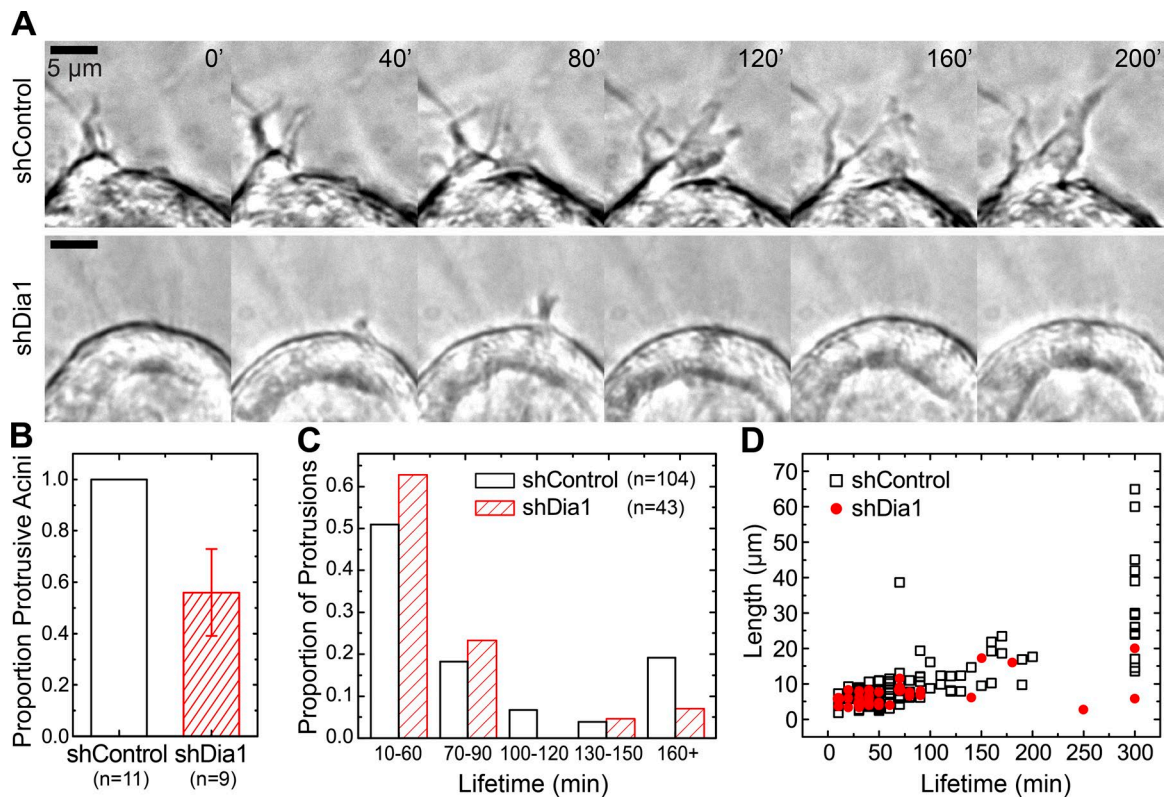 A
0’ 40’ 80’ 120’ 160’ 200’
5 µm
shControl
shDia1
B
Proportion Protrusive Acini
1.0
0.8
0.6
0.4
0.2
0.0
shControl shDia1
(n=11) (n=9)
C
Proportion of Protrusions
0.6
0.5
0.4
0.3
0.2
0.1
0.0
shControl (n=104)
shDia1 (n=43)
10-60 70-90 100-120 130-150 160+
Lifetime (min)
D
Length (µm)
70
60
50
40
30
20
10
0
shControl
shDia1
0 50 100 150 200 250 300
Lifetime (min)